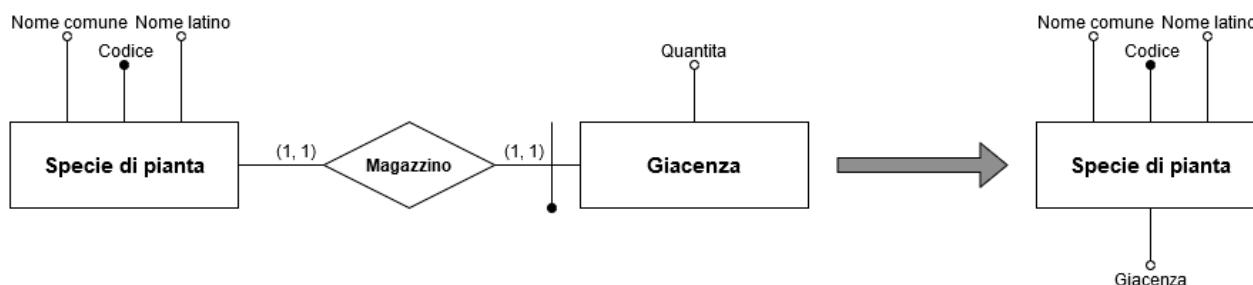 Nome comune Nome latino
Codice
Specie di pianta
(1, 1)
Magazzino
(1, 1)
Quantita
Giacenza
Nome comune Nome latino
Codice
Specie di pianta
Giacenza